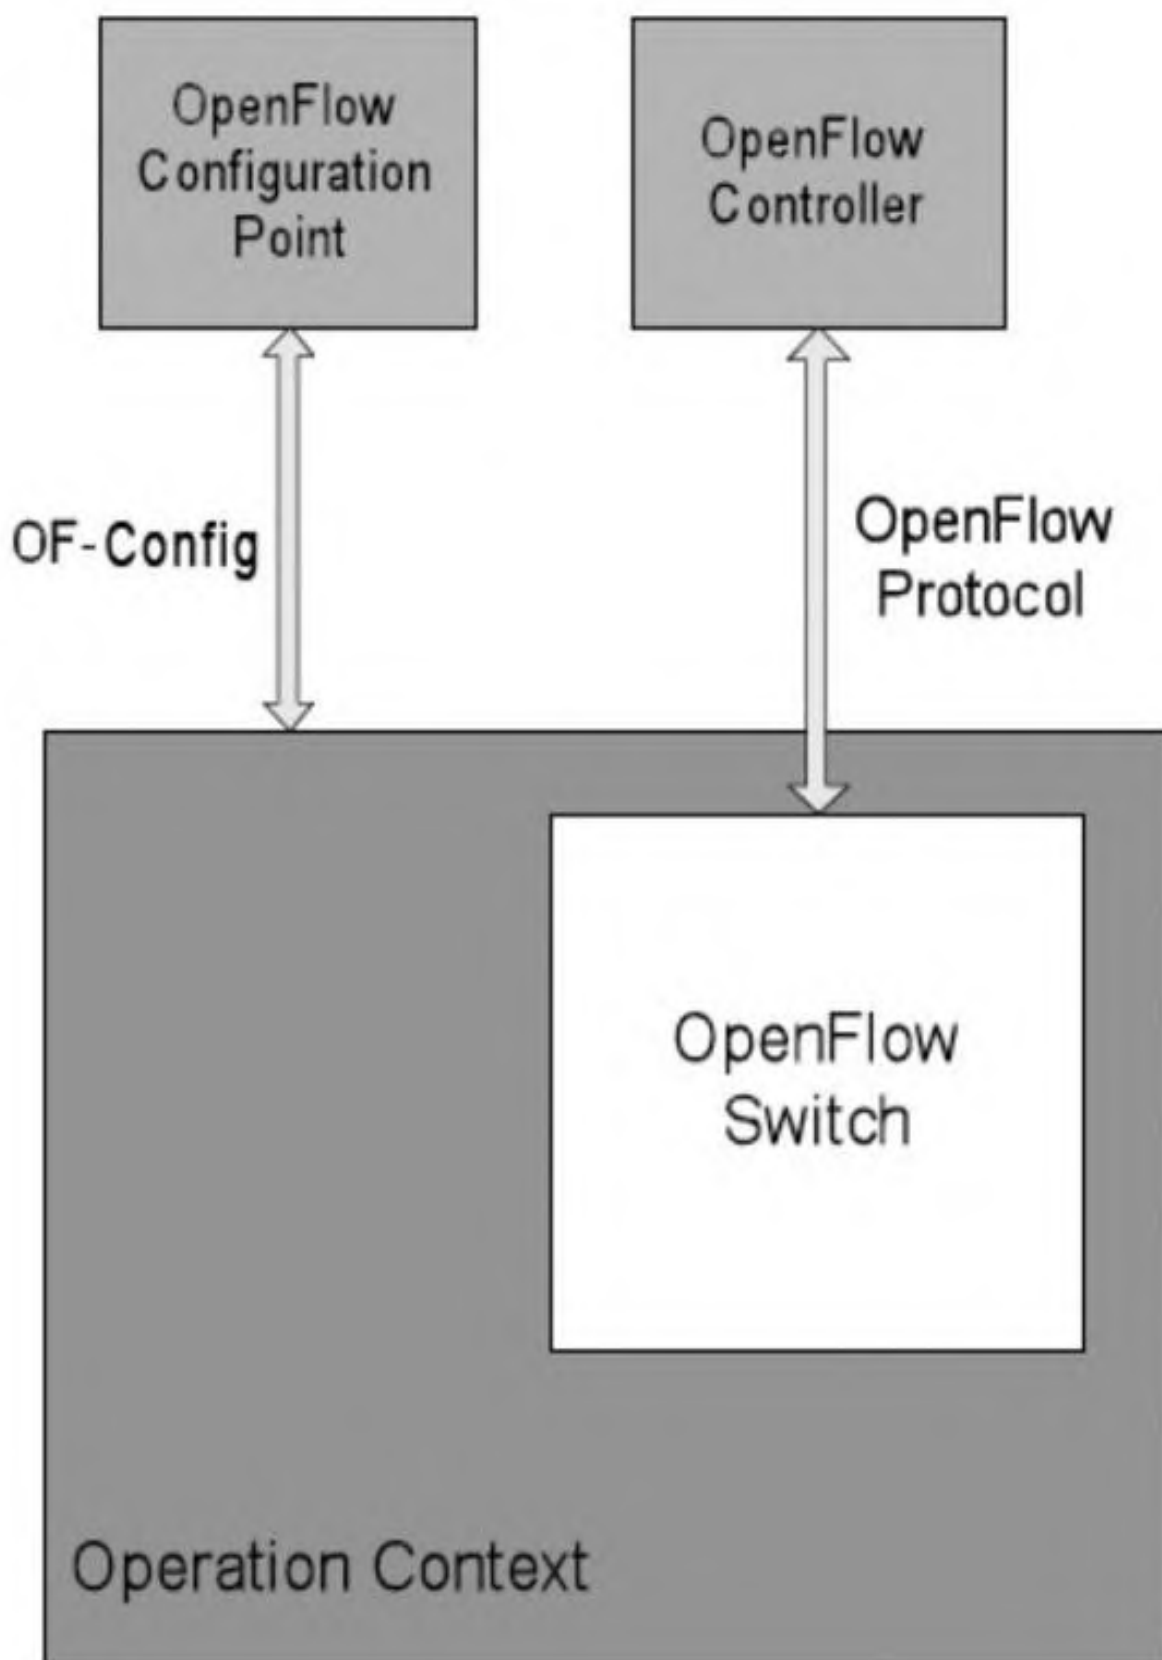 OpenFlow
Configuration
Point
OpenFlow
Controller
OF-Config
OpenFlow
Protocol
OpenFlow
Switch
Operation Context